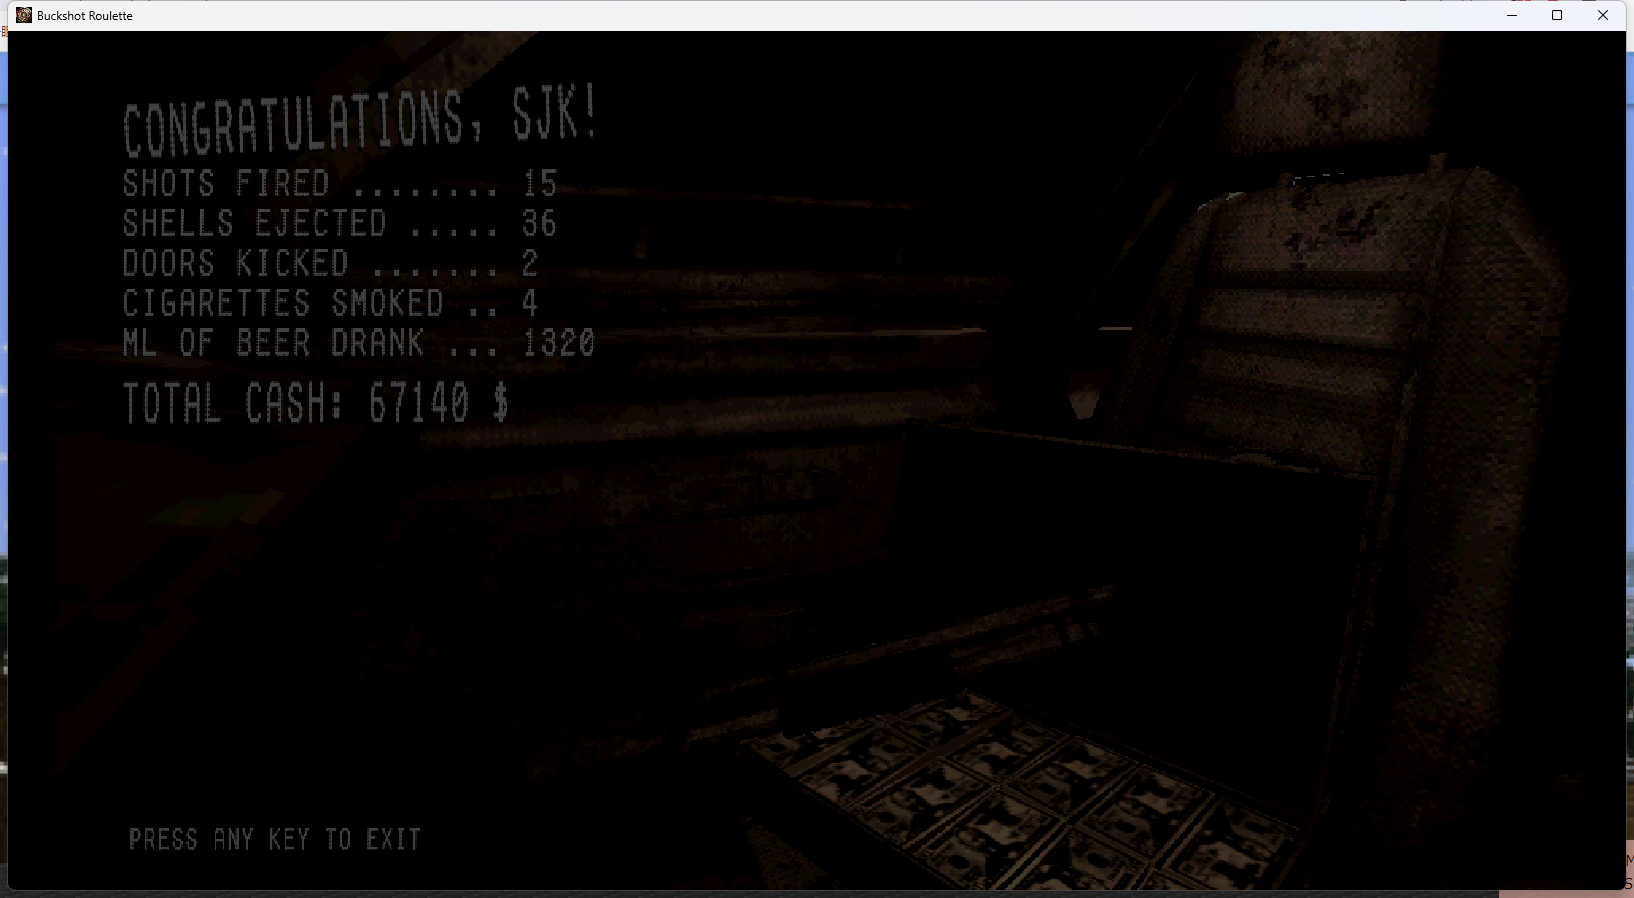 Buckshot Roulette
CONGRATULATIONS, SJK!
SHOTS FIRED ........ 15
SHELLS EJECTED ..... 36
DOORS KICKED ....... 2
CIGARETTES SMOKED .. 4
ML OF BEER DRANK ... 1320
TOTAL CASH: 67140 $
PRESS ANY KEY TO EXIT